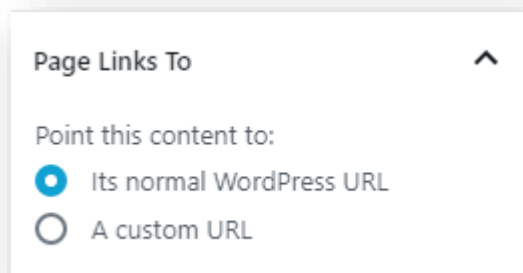 Page Links To
Point this content to:
Its normal WordPress URL
A custom URL